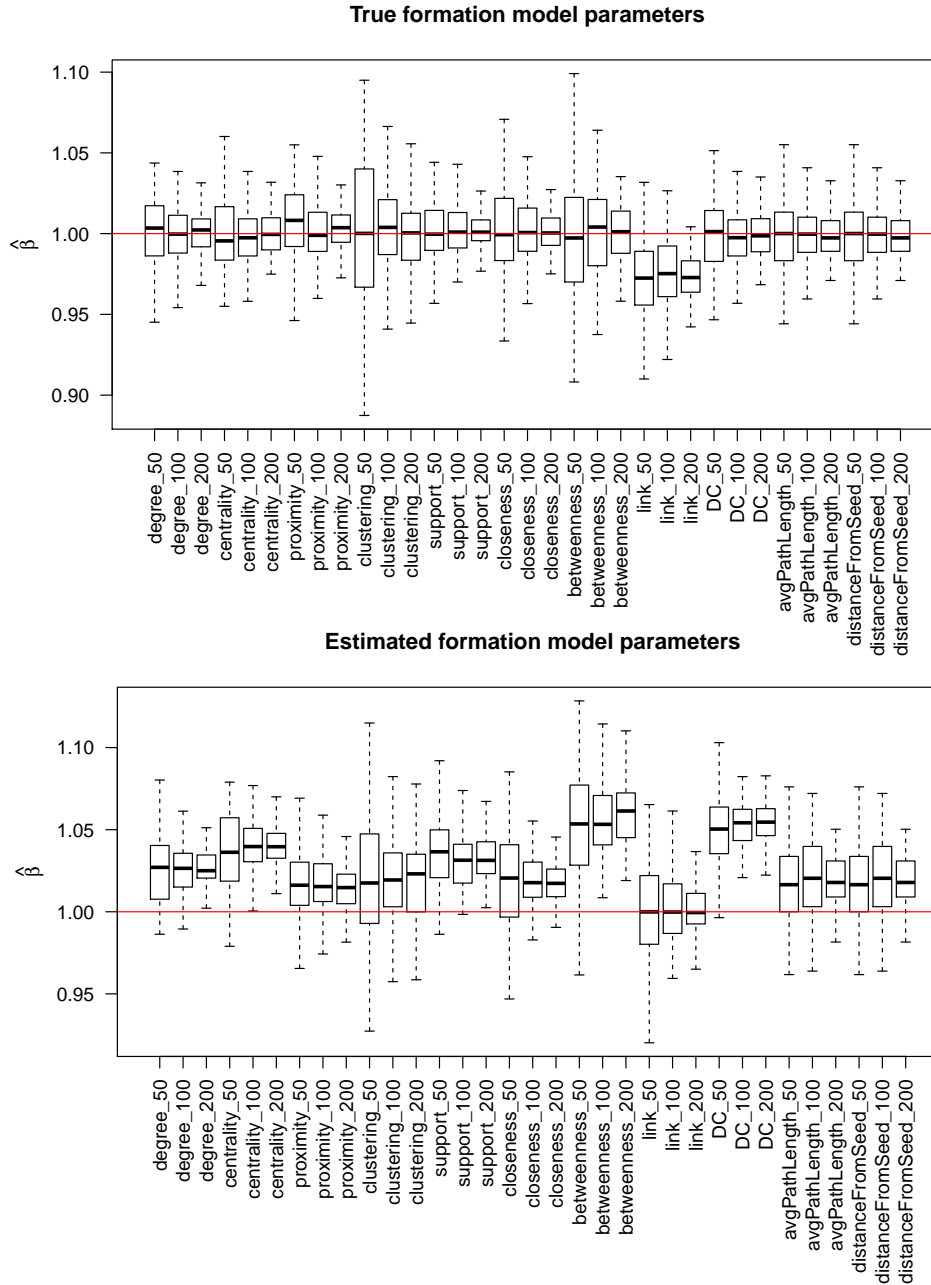 True formation model parameters
1.10
1.05
1.00
0.95
0.90
β̂
degree_50
degree_100
degree_200
centrality_50
centrality_100
centrality_200
proximity_50
proximity_100
proximity_200
clustering_50
clustering_100
clustering_200
support_50
support_100
support_200
closeness_50
closeness_100
closeness_200
betweenness_50
betweenness_100
betweenness_200
link_50
link_100
link_200
DC_50
DC_100
DC_200
avgPathLength_50
avgPathLength_100
avgPathLength_200
distanceFromSeed_50
distanceFromSeed_100
distanceFromSeed_200
Estimated formation model parameters
1.10
1.05
1.00
0.95
β̂
degree_50
degree_100
degree_200
centrality_50
centrality_100
centrality_200
proximity_50
proximity_100
proximity_200
clustering_50
clustering_100
clustering_200
support_50
support_100
support_200
closeness_50
closeness_100
closeness_200
betweenness_50
betweenness_100
betweenness_200
link_50
link_100
link_200
DC_50
DC_100
DC_200
avgPathLength_50
avgPathLength_100
avgPathLength_200
distanceFromSeed_50
distanceFromSeed_100
distanceFromSeed_200